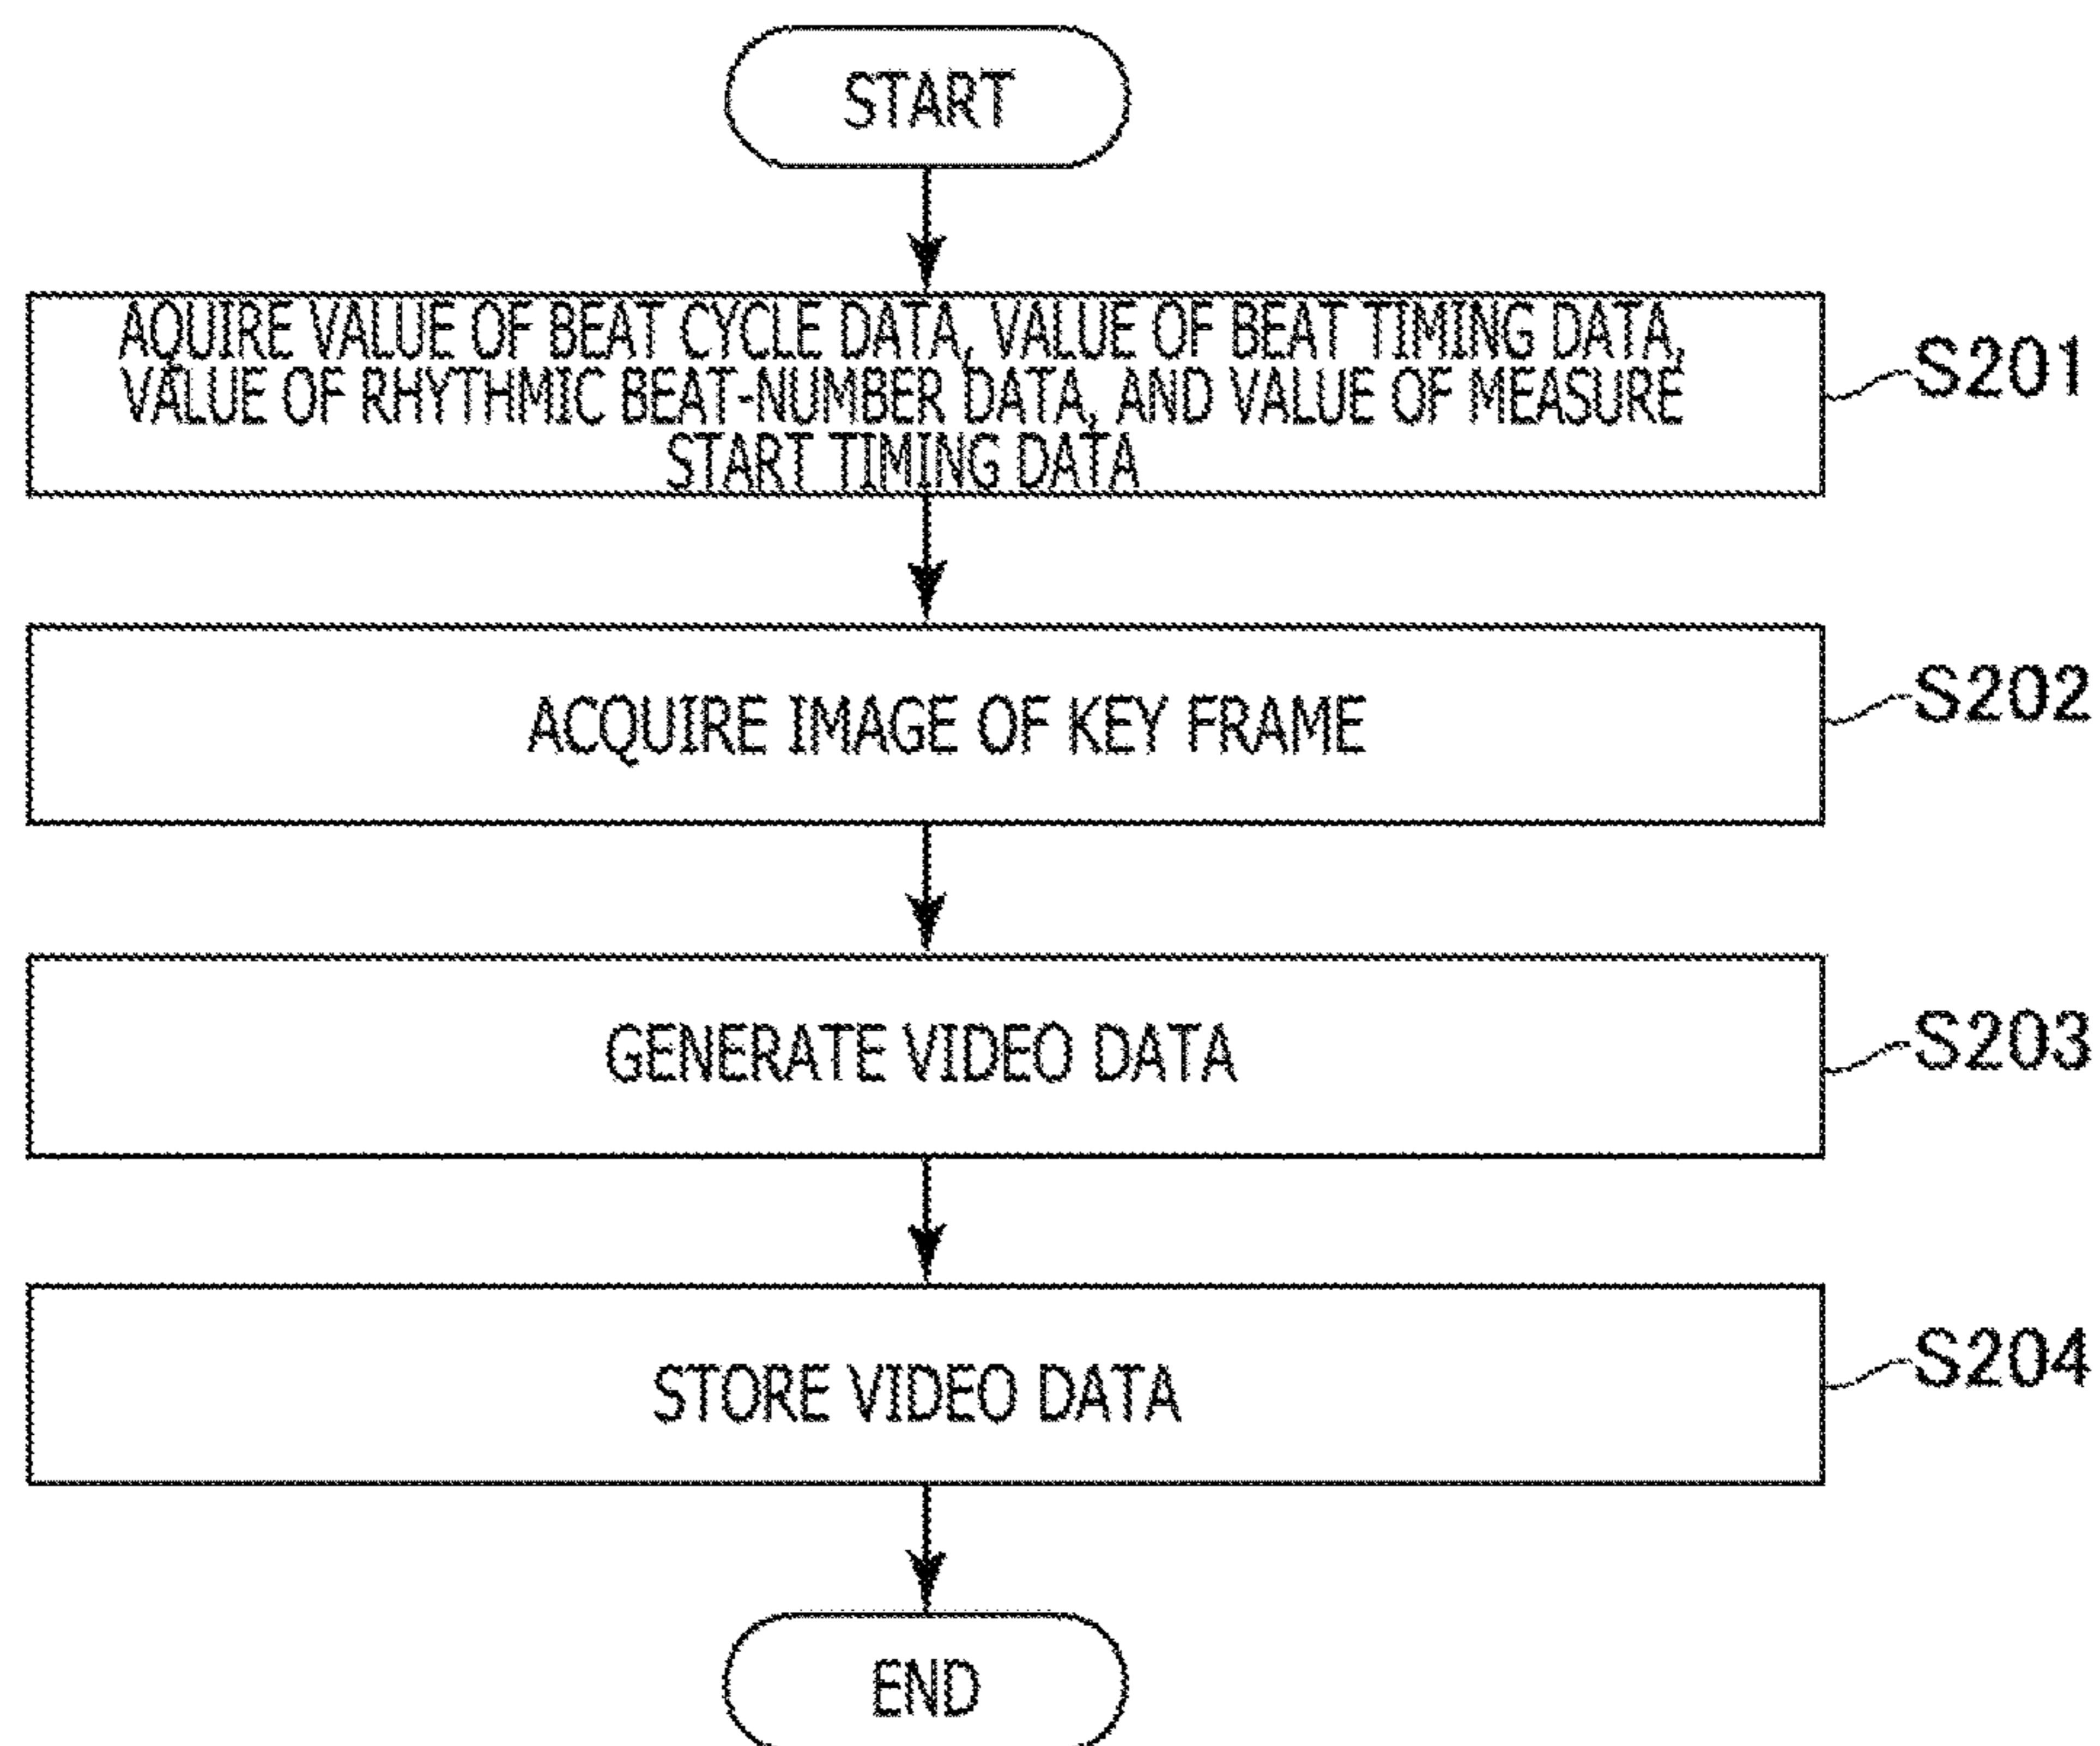 START
AQUIRE VALUE OF BEAT CYCLE DATA, VALUE OF BEAT TIMING DATA,
VALUE OF RHYTHMIC BEAT-NUMBER DATA, AND VALUE OF MEASURE
START TIMING DATA
S201
ACQUIRE IMAGE OF KEY FRAME
S202
GENERATE VIDEO DATA
S203
STORE VIDEO DATA
S204
END